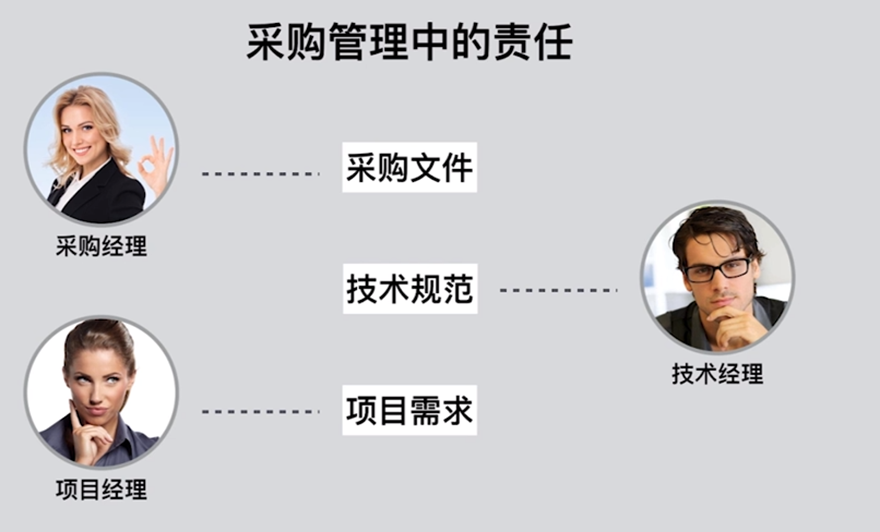 采购管理中的责任
采购文件
采购经理
技术规范
技术经理
项目需求
项目经理